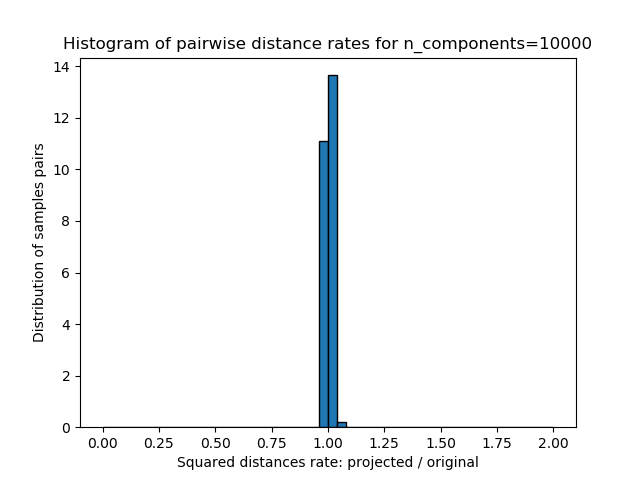 Histogram of pairwise distance rates for n_components=10000
14
12
10
8
6
4
2
0
Distribution of samples pairs
0.00 0.25 0.50 0.75 1.00 1.25 1.50 1.75 2.00
Squared distances rate: projected / original